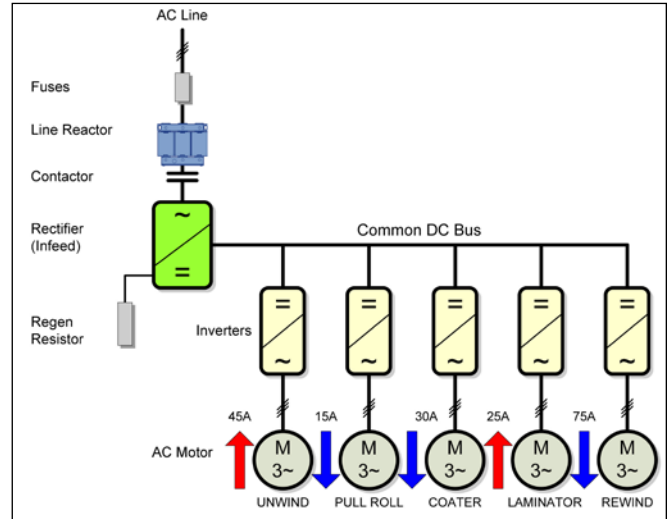 AC Line
Fuses
Line Reactor
Contactor
Rectifier
(Infeed)
~
=
Common DC Bus
Regen
Resistor
Inverters
= = = = =
~ ~ ~ ~ ~
45A 15A 30A 25A 75A
AC Motor
M M M M M
3~ 3~ 3~ 3~ 3~
UNWIND PULL ROLL COATER LAMINATOR REWIND